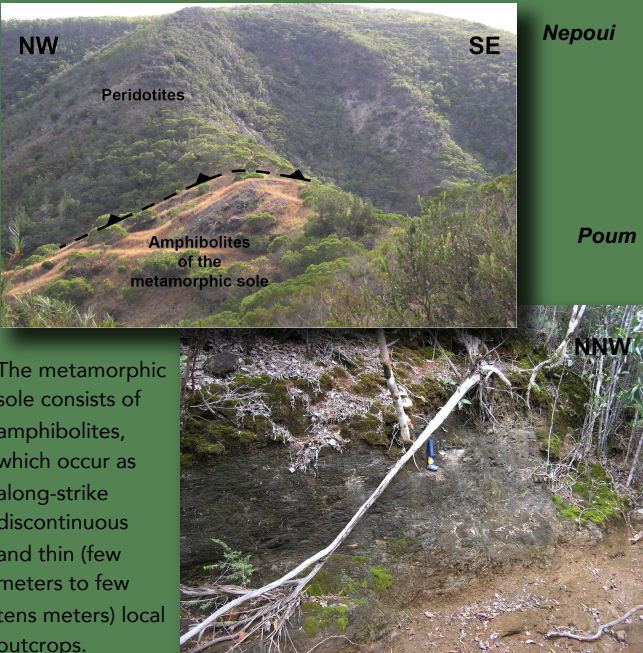 NW
SE
Nepoui
Peridotites
Amphibolites
of the
metamorphic sole
Poum
NNW
The metamorphic
sole consists of
amphibolites,
which occur as
along-strike
discontinuous
and thin (few
meters to few
tens meters) local
outcrops.